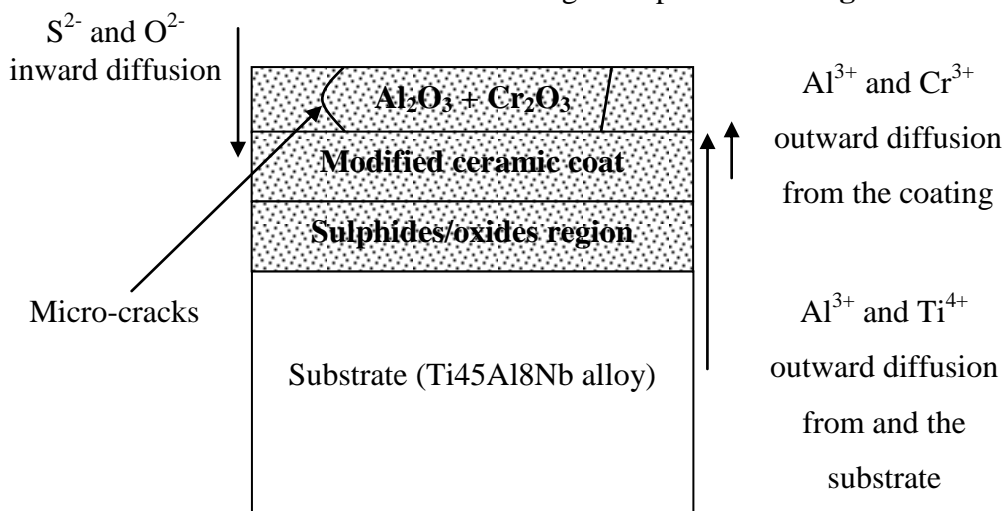 S²⁻ and O²⁻
inward diffusion
Al₂O₃ + Cr₂O₃
Modified ceramic coat
Sulphides/oxides region
Micro-cracks
Substrate (Ti45Al8Nb alloy)
Al³⁺ and Cr³⁺
outward diffusion
from the coating
Al³⁺ and Ti⁴⁺
outward diffusion
from and the
substrate